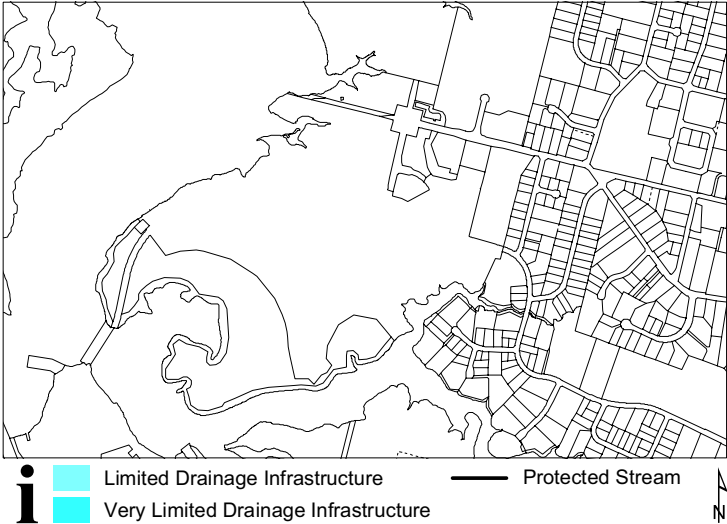 i
Limited Drainage Infrastructure
Protected Stream
Very Limited Drainage Infrastructure
N